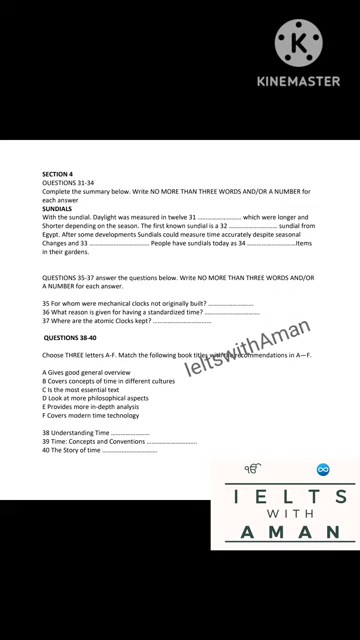 KINEMASTER
SECTION 4
QUESTIONS 31-34
Complete the summary below. Write NO MORE THAN THREE WORDS AND/OR A NUMBER for
each answer
SUNDIALS
With the sundial. Daylight was measured in twelve 31 ........................ which were longer and
Shorter depending on the season. The first known sundial is a 32 ........................ sundial from
Egypt. After some developments Sundials could measure time accurately despite seasonal
Changes and 33 ........................ People have sundials today as 34 ........................Items
in their gardens.
QUESTIONS 35-37 answer the questions below. Write NO MORE THAN THREE WORDS AND/OR
A NUMBER for each answer.
35 For whom were mechanical clocks not originally built? ........................
36 What reason is given for having a standardized time? ........................
37 Where are the atomic Clocks kept? ........................
IeltswithAman
QUESTIONS 38-40
Choose THREE letters A-F. Match the following book titles with the recommendations in A—F.
A Gives good general overview
B Covers concepts of time in different cultures
C Is the most essential text
D Look at more philosophical aspects
E Provides more in-depth analysis
F Covers modern time technology
38 Understanding Time ........................
39 Time: Concepts and Conventions ........................
40 The Story of time ........................
ੴ
IELTS
WITH
AMAN